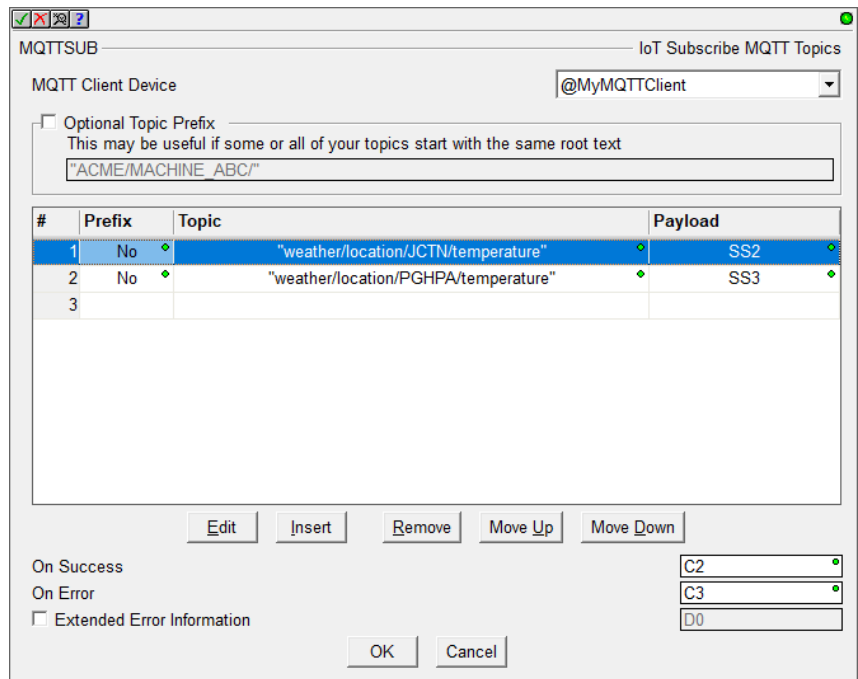 ?
MQTTSUB IoT Subscribe MQTT Topics
MQTT Client Device @MyMQTTClient
Optional Topic Prefix
This may be useful if some or all of your topics start with the same root text
"ACME/MACHINE_ABC/"
# Prefix Topic Payload
1 No "weather/location/JCTN/temperature" SS2
2 No "weather/location/PGHPA/temperature" SS3
3
Edit Insert Remove Move Up Move Down
On Success C2
On Error C3
Extended Error Information D0
OK Cancel